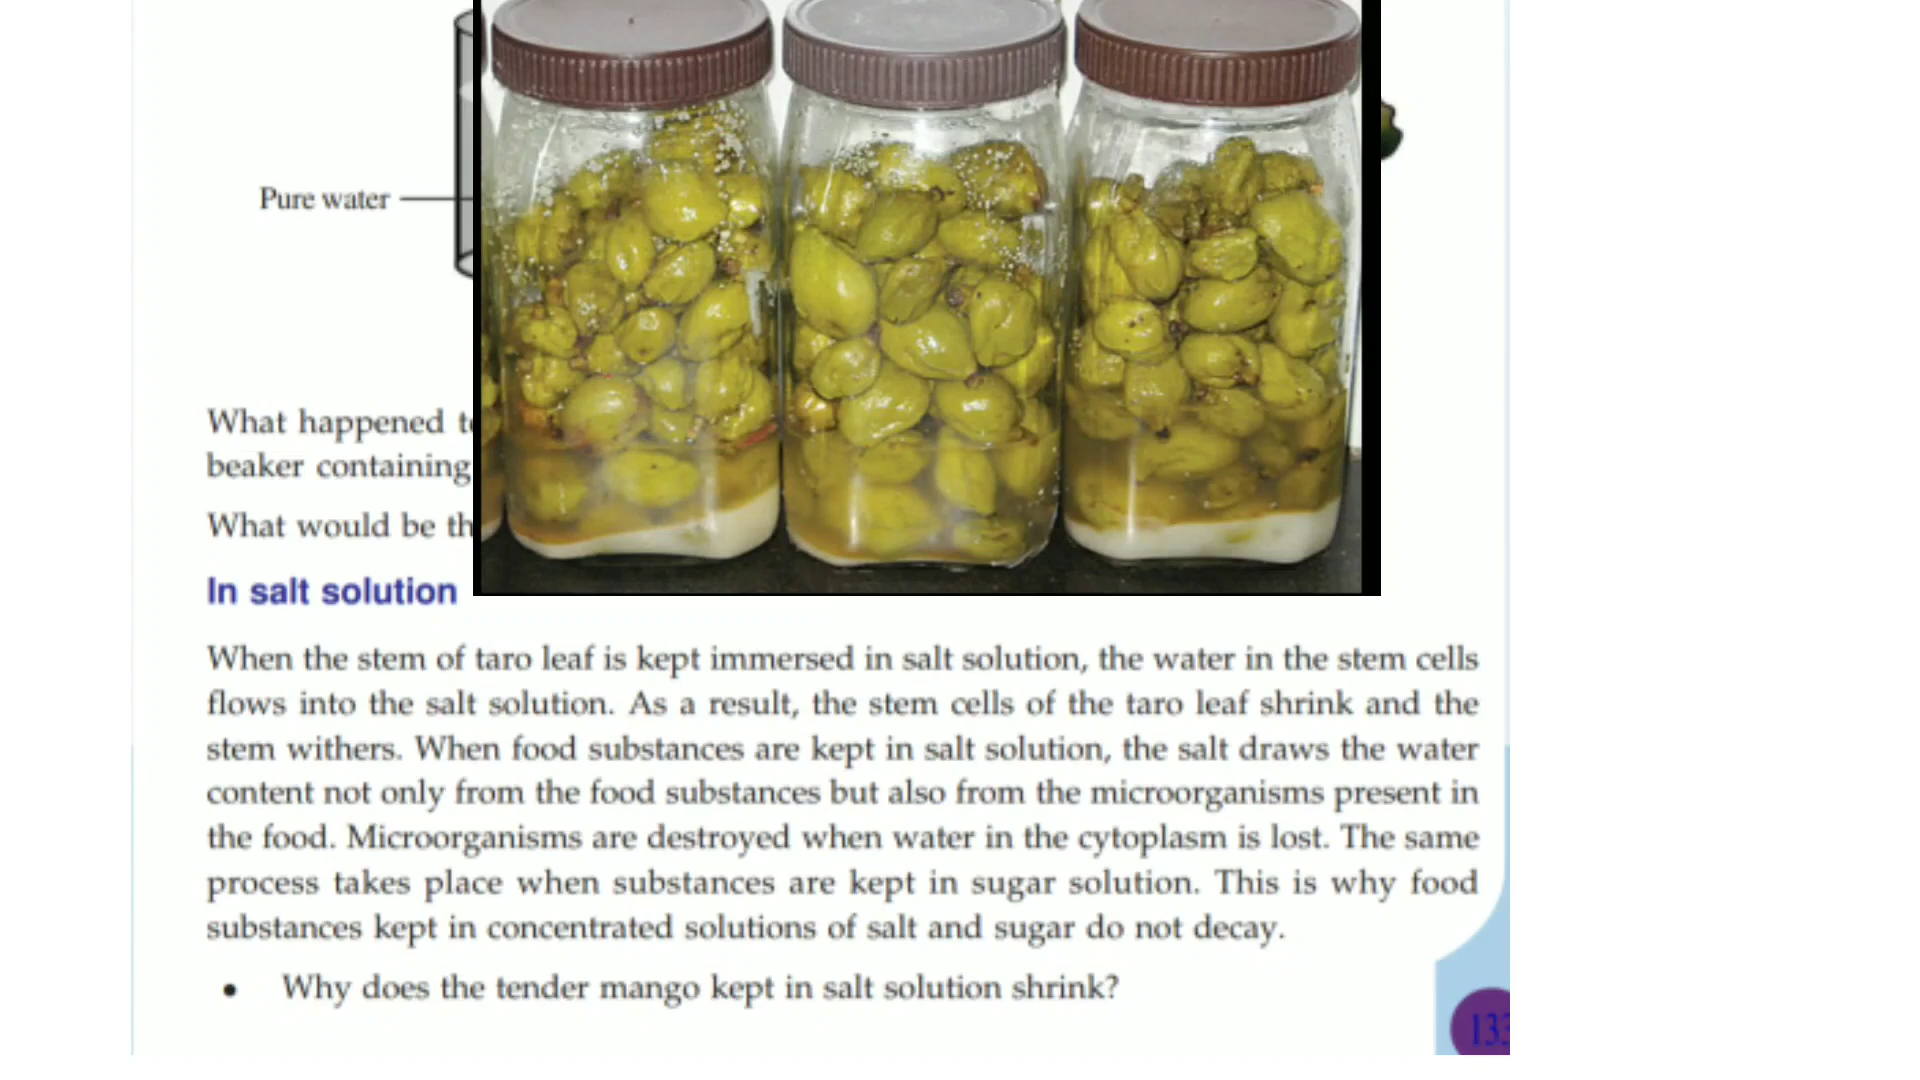 Pure water
What happened
beaker containing
What would be
In salt solution
When the stem of taro leaf is kept immersed in salt solution, the water in the stem cells
flows into the salt solution. As a result, the stem cells of the taro leaf shrink and the
stem withers. When food substances are kept in salt solution, the salt draws the water
content not only from the food substances but also from the microorganisms present in
the food. Microorganisms are destroyed when water in the cytoplasm is lost. The same
process takes place when substances are kept in sugar solution. This is why food
substances kept in concentrated solutions of salt and sugar do not decay.
• Why does the tender mango kept in salt solution shrink?
133